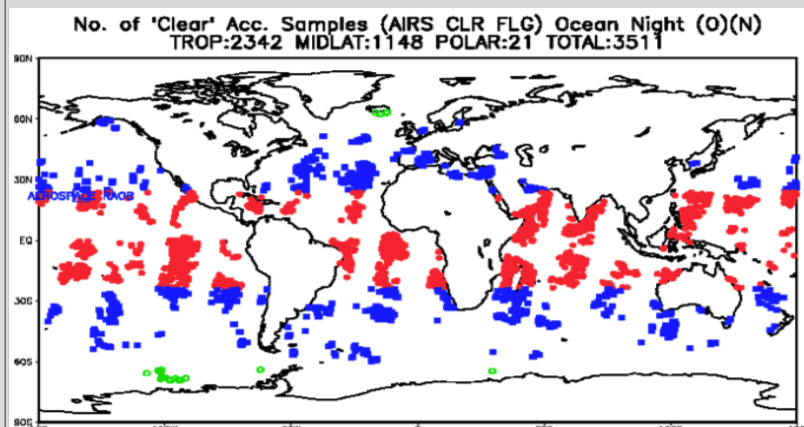 No. of 'Clear' Acc. Samples (AIRS CLR FLG) Ocean Night (O)(N)
TROP:2342 MIDLAT:1148 POLAR:21 TOTAL:3511
90N
60N
30N
EQ
30S
60S
90S